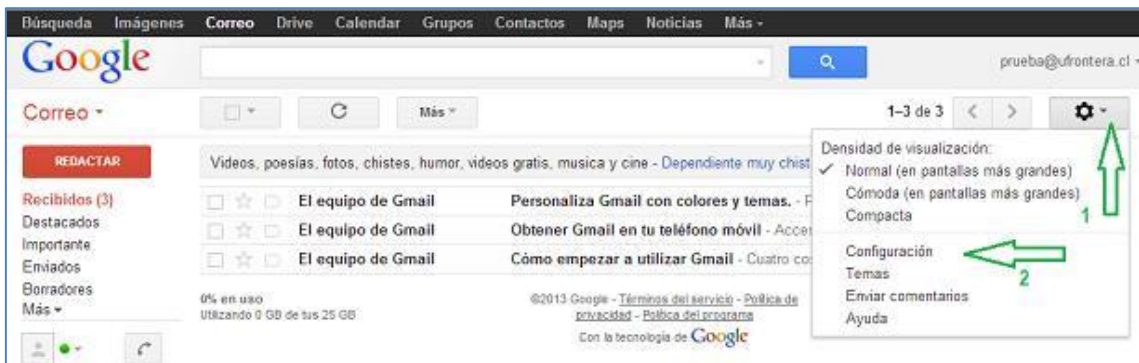 Búsqueda Imágenes Correo Drive Calendar Grupos Contactos Maps Noticias Más
Google
prueba@ufrontera.cl
Correo
Más
1–3 de 3
REDACTAR
Videos, poesías, fotos, chistes, humor, videos gratis, musica y cine - Dependiente muy chist
Densidad de visualización:
Normal (en pantallas más grandes)
Cómoda (en pantallas más grandes)
Compacta
1
Recibidos (3)
Destacados
Importante
Enviados
Borradores
Más
El equipo de Gmail Personaliza Gmail con colores y temas. -
El equipo de Gmail Obtener Gmail en tu teléfono móvil - Acce
El equipo de Gmail Cómo empezar a utilizar Gmail - Cuatro co
Configuración
2
Temas
Enviar comentarios
Ayuda
0% en uso
Utilizando 0 GB de tus 25 GB
©2013 Google - Términos del servicio - Política de
privacidad - Política del programa
Con la tecnología de Google